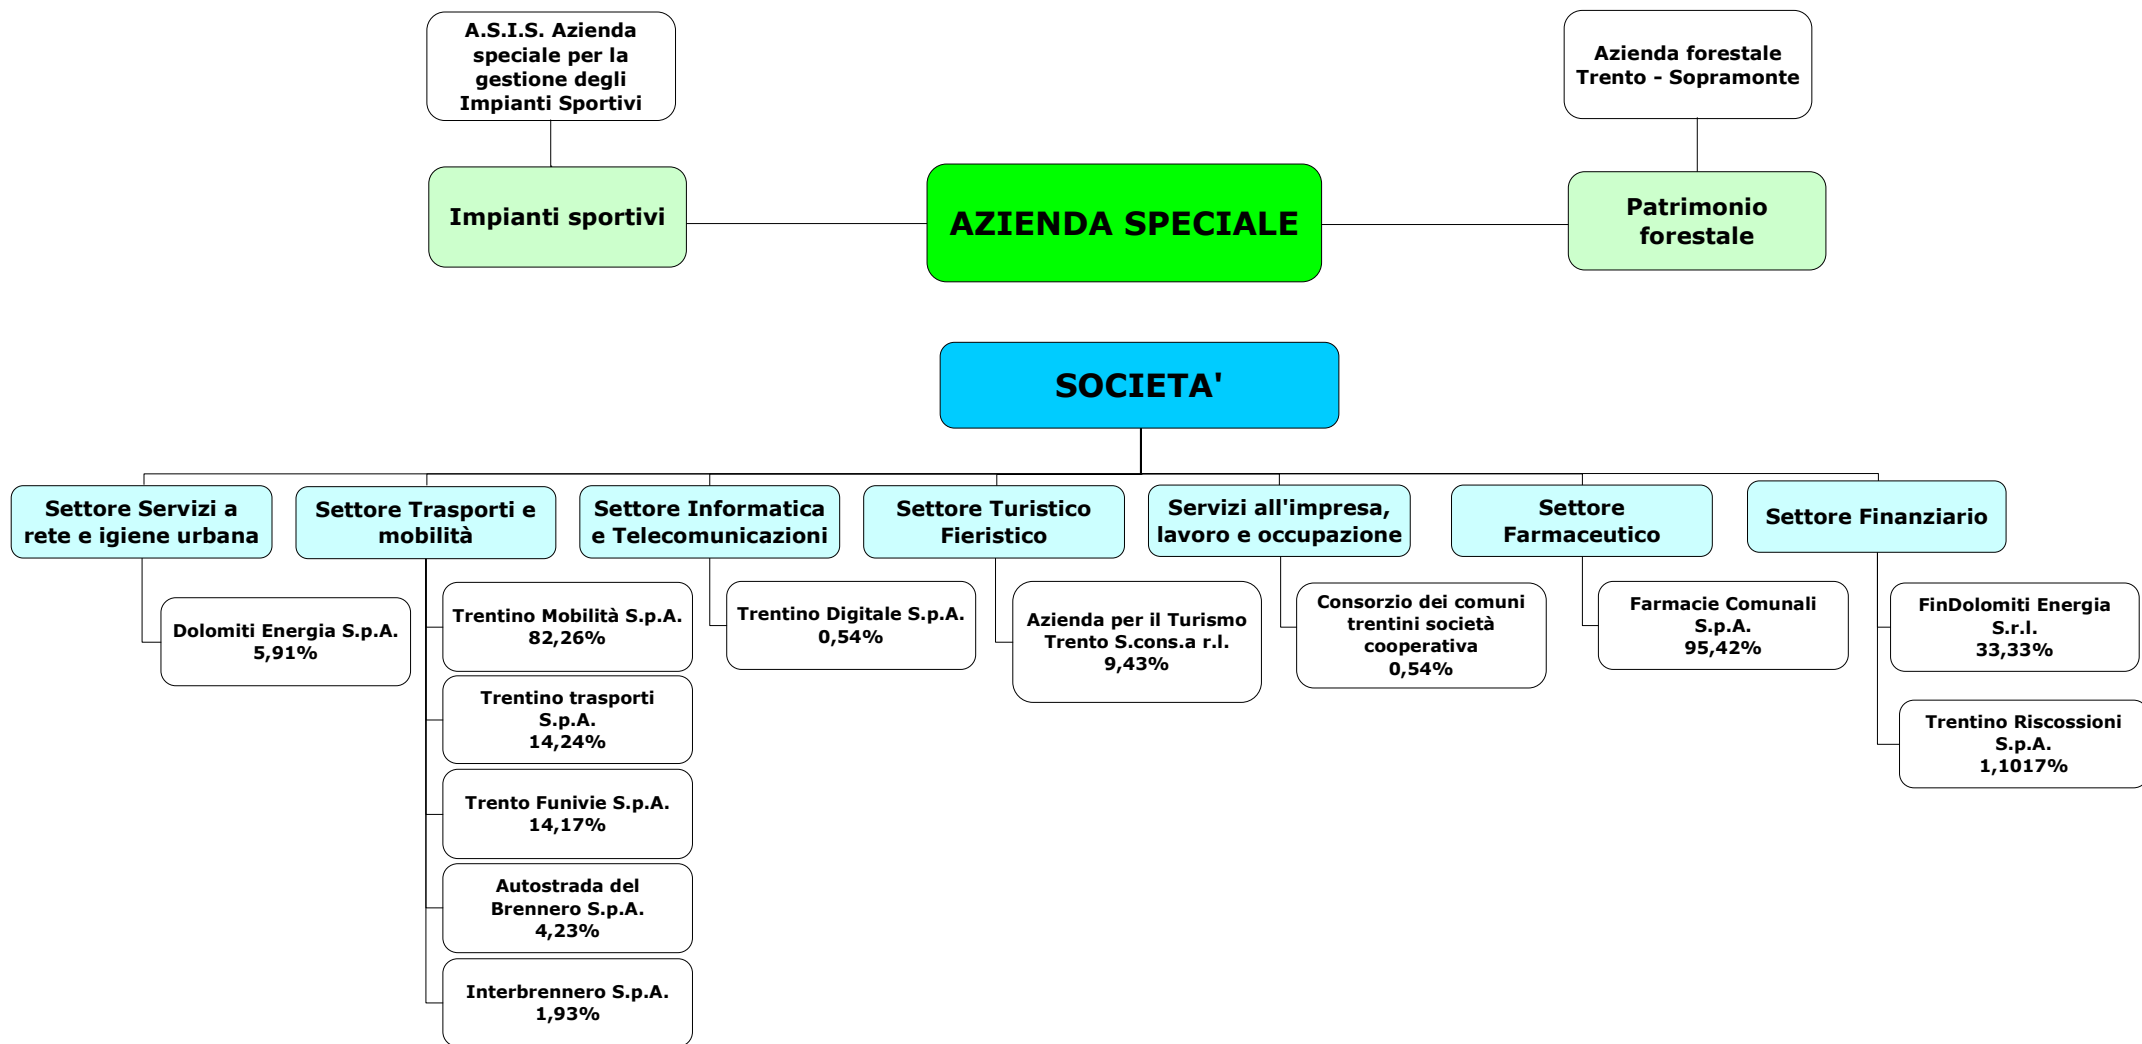 A.S.I.S. Azienda
speciale per la
gestione degli
Impianti Sportivi
Azienda forestale
Trento - Sopramonte
Impianti sportivi
AZIENDA SPECIALE
Patrimonio
forestale
SOCIETA'
Settore Servizi a
rete e igiene urbana
Settore Trasporti e
mobilità
Settore Informatica
e Telecomunicazioni
Settore Turistico
Fieristico
Servizi all'impresa,
lavoro e occupazione
Settore
Farmaceutico
Settore Finanziario
Dolomiti Energia S.p.A.
5,91%
Trentino Mobilità S.p.A.
82,26%
Trentino trasporti
S.p.A.
14,24%
Trento Funivie S.p.A.
14,17%
Autostrada del
Brennero S.p.A.
4,23%
Interbrennero S.p.A.
1,93%
Trentino Digitale S.p.A.
0,54%
Azienda per il Turismo
Trento S.cons.a r.l.
9,43%
Consorzio dei comuni
trentini società
cooperativa
0,54%
Farmacie Comunali
S.p.A.
95,42%
FinDolomiti Energia
S.r.l.
33,33%
Trentino Riscossioni
S.p.A.
1,1017%